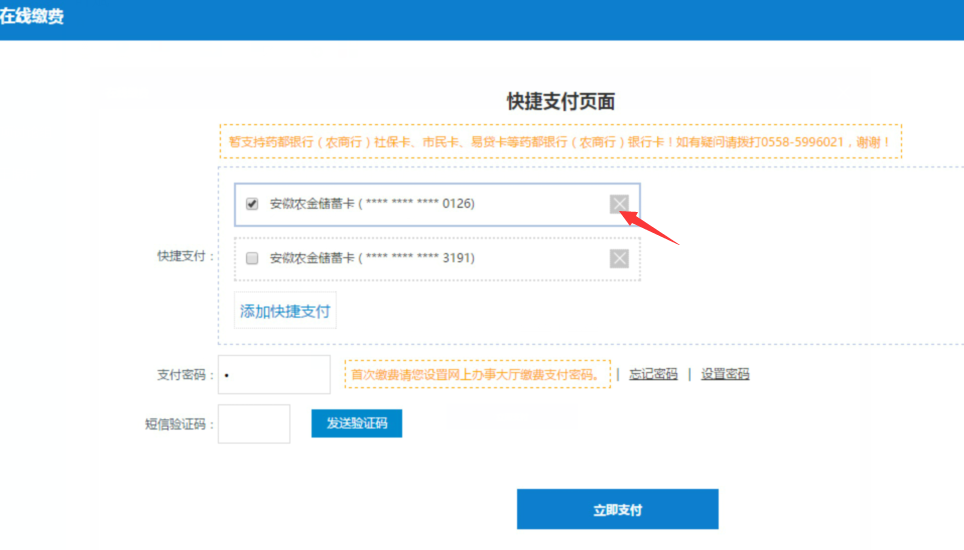 在线缴费
快捷支付页面
暂支持药都银行（农商行）社保卡、市民卡、易贷卡等药都银行（农商行）银行卡！如有疑问请拨打0558-5996021，谢谢！
安徽农金储蓄卡 ( **** **** **** 0126)
快捷支付：
安徽农金储蓄卡 ( **** **** **** 3191)
添加快捷支付
支付密码： 首次缴费请您设置网上办事大厅缴费支付密码。 | 忘记密码 | 设置密码
短信验证码： 发送验证码
立即支付